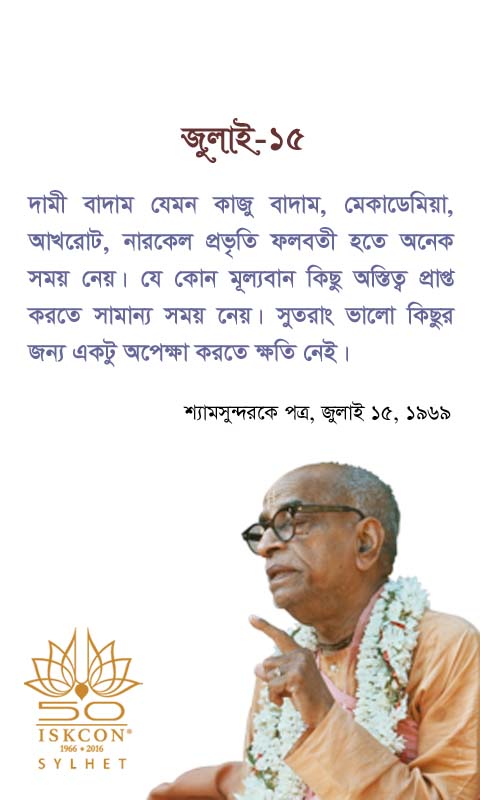 জুলাই-১৫
দামী বাদাম যেমন কাজু বাদাম, মেকাডেমিয়া,
আখরোট, নারকেল প্রভৃতি ফলবতী হতে অনেক
সময় নেয়। যে কোন মূল্যবান কিছু অস্তিত্ব প্রাপ্ত
করতে সামান্য সময় নেয়। সুতরাং ভালো কিছুর
জন্য একটু অপেক্ষা করতে ক্ষতি নেই।
শ্যামসুন্দরকে পত্র, জুলাই ১৫, ১৯৬৯
50
ISKCON®
1966 • 2016
SYLHET